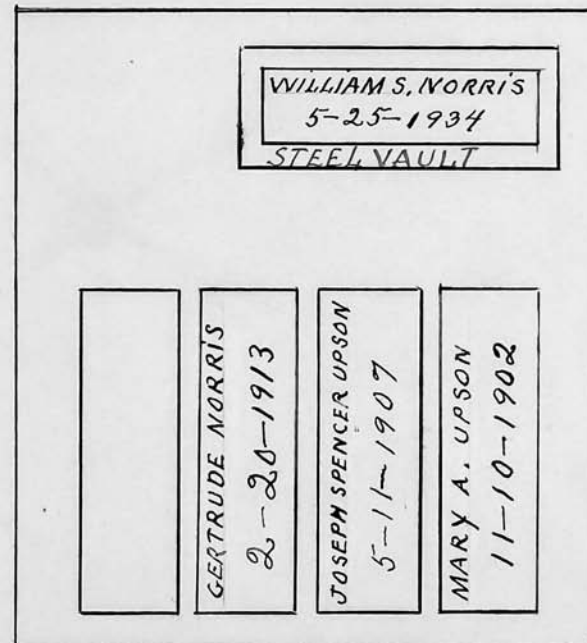 WILLIAM S. NORRIS
5-25-1934
STEEL VAULT
GERTRUDE NORRIS
2-20-1913
JOSEPH SPENCER UPSON
5-11-1907
MARY A. UPSON
11-10-1902